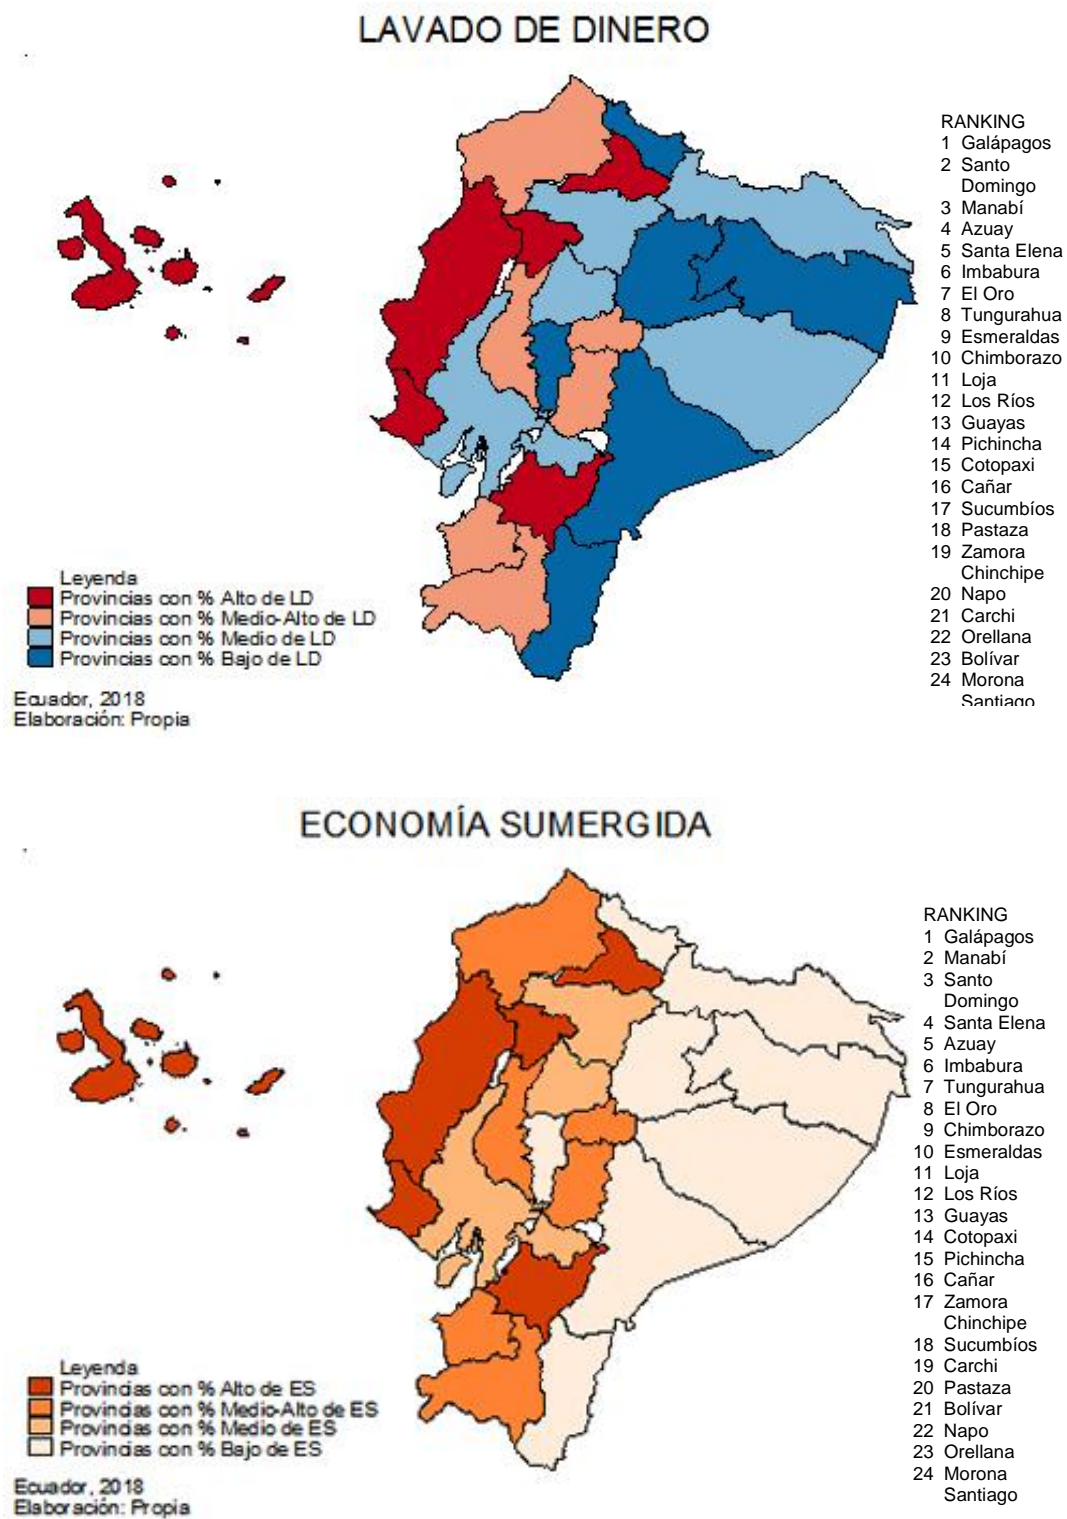 LAVADO DE DINERO
RANKING
1 Galápagos
2 Santo
Domingo
3 Manabí
4 Azuay
5 Santa Elena
6 Imbabura
7 El Oro
8 Tungurahua
9 Esmeraldas
10 Chimborazo
11 Loja
12 Los Ríos
13 Guayas
14 Pichincha
15 Cotopaxi
16 Cañar
17 Sucumbíos
18 Pastaza
19 Zamora
Chinchipe
20 Napo
21 Carchi
22 Orellana
23 Bolívar
24 Morona
Santiago
Leyenda
Provincias con % Alto de LD
Provincias con % Medio-Alto de LD
Provincias con % Medio de LD
Provincias con % Bajo de LD
Ecuador, 2018
Elaboración: Propia
ECONOMÍA SUMERGIDA
RANKING
1 Galápagos
2 Manabí
3 Santo
Domingo
4 Santa Elena
5 Azuay
6 Imbabura
7 Tungurahua
8 El Oro
9 Chimborazo
10 Esmeraldas
11 Loja
12 Los Ríos
13 Guayas
14 Cotopaxi
15 Pichincha
16 Cañar
17 Zamora
Chinchipe
18 Sucumbíos
19 Carchi
20 Pastaza
21 Bolívar
22 Napo
23 Orellana
24 Morona
Santiago
Leyenda
Provincias con % Alto de ES
Provincias con % Medio-Alto de ES
Provincias con % Medio de ES
Provincias con % Bajo de ES
Ecuador, 2018
Elaboración: Propia